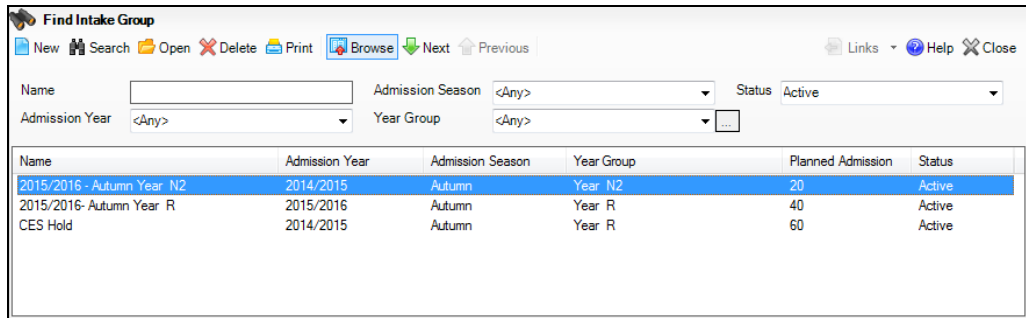 Find Intake Group
New Search Open Delete Print Browse Next Previous Links Help Close
Name Admission Season <Any> Status Active
Admission Year <Any> Year Group <Any> ...
Name Admission Year Admission Season Year Group Planned Admission Status
2015/2016 - Autumn Year N2 2014/2015 Autumn Year N2 20 Active
2015/2016- Autumn Year R 2015/2016 Autumn Year R 40 Active
CES Hold 2014/2015 Autumn Year R 60 Active